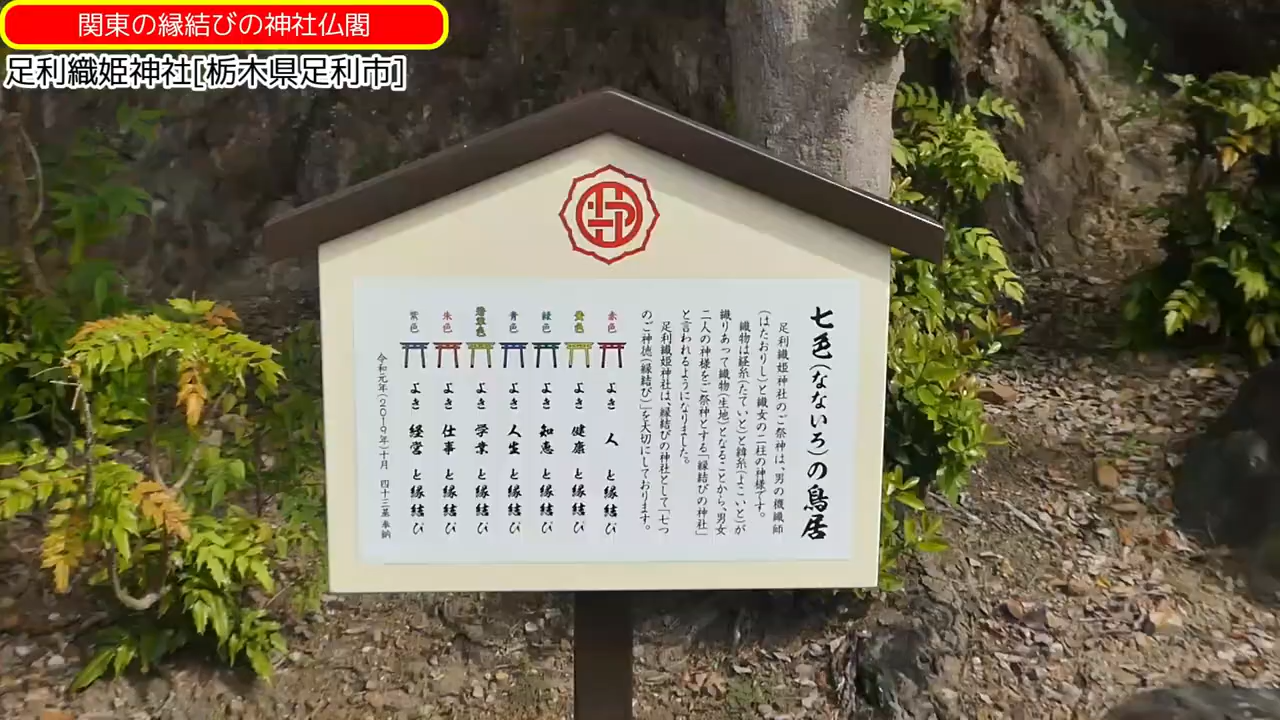 関東の縁結びの神社仏閣
足利織姫神社[栃木県足利市]
七色(なないろ)の鳥居
足利織姫神社のご祭神は、男の機織師
(はたおりし)と織女の二柱の神様です。
織物は経糸(たていと)と緯糸(よこいと)が
織りあって織物(生地)となることから、男女
二人の神様をご祭神とする「縁結びの神社」
と言われるようになりました。
足利織姫神社は、縁結びの神社として「七つ
のご神徳(縁結び)」を大切にしております。
赤色 よき 人 と縁結び
黄色 よき 健康 と縁結び
緑色 よき 知恵 と縁結び
青色 よき 人生 と縁結び
若草色 よき 学業 と縁結び
朱色 よき 仕事 と縁結び
紫色 よき 経営 と縁結び
令和元年(2019年)十月 四十三葉奉納